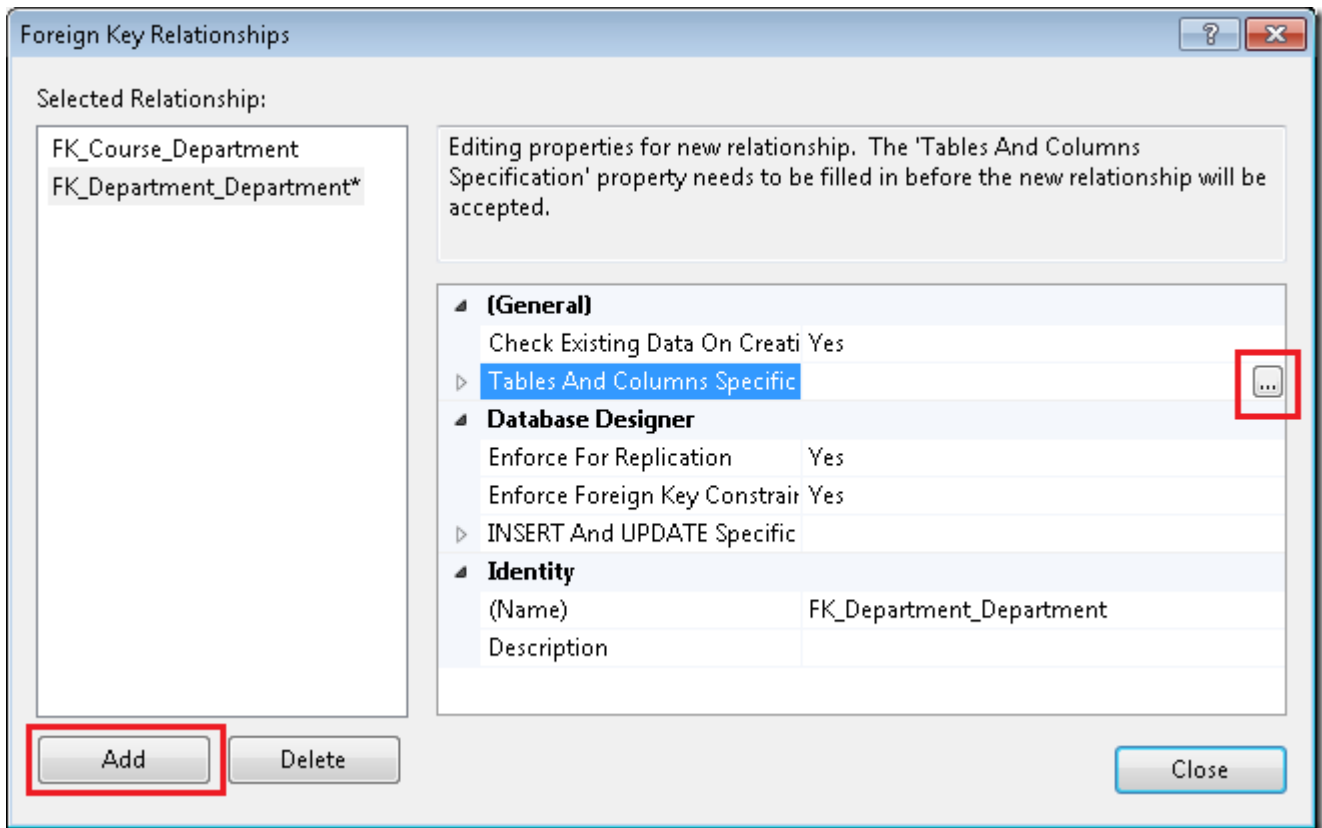 Foreign Key Relationships
?
Selected Relationship:
FK_Course_Department
FK_Department_Department*
Editing properties for new relationship. The 'Tables And Columns
Specification' property needs to be filled in before the new relationship will be
accepted.
(General)
Check Existing Data On Creati Yes
Tables And Columns Specific ...
Database Designer
Enforce For Replication Yes
Enforce Foreign Key Constrair Yes
INSERT And UPDATE Specific
Identity
(Name) FK_Department_Department
Description
Add Delete
Close